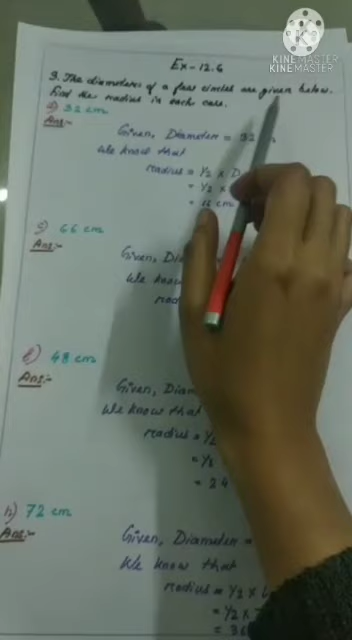 KINEMASTER
KINEMASTER
Ex-12.6
3. The diameters of a few circles are given below.
Find the radius in each case.
a) 32 cm
Ans:-
Given, Diameter = 32
We know that
radius = 1/2 x D
= 1/2 x
= 16 cm
c) 66 cm
Ans:-
Given, Di
We know
rad
e) 48 cm
Ans:-
Given, Diam
We know that
radius = 1/2
= 1/2
= 24
h) 72 cm
Ans:-
Given, Diameter =
We know that
radius = 1/2 x
= 1/2 x
= 36